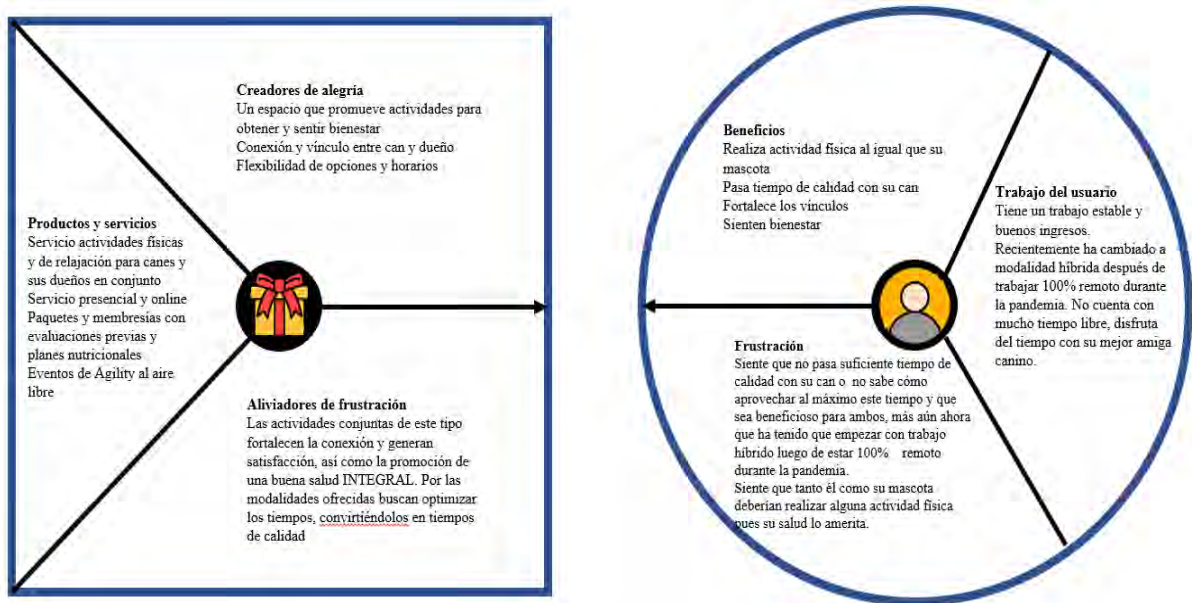 Creadores de alegría
Un espacio que promueve actividades para
obtener y sentir bienestar
Conexión y vínculo entre can y dueño
Flexibilidad de opciones y horarios
Productos y servicios
Servicio actividades físicas
y de relajación para canes y
sus dueños en conjunto
Servicio presencial y online
Paquetes y membresías con
evaluaciones previas y
planes nutricionales
Eventos de Agility al aire
libre
Aliviadores de frustración
Las actividades conjuntas de este tipo
fortalecen la conexión y generan
satisfacción, así como la promoción de
una buena salud INTEGRAL. Por las
modalidades ofrecidas buscan optimizar
los tiempos, convirtiéndolos en tiempos
de calidad
Beneficios
Realiza actividad física al igual que su
mascota
Pasa tiempo de calidad con su can
Fortalece los vínculos
Sienten bienestar
Trabajo del usuario
Tiene un trabajo estable y
buenos ingresos.
Recientemente ha cambiado a
modalidad híbrida después de
trabajar 100% remoto durante
la pandemia. No cuenta con
mucho tiempo libre, disfruta
del tiempo con su mejor amiga
canino.
Frustración
Siente que no pasa suficiente tiempo de
calidad con su can o no sabe cómo
aprovechar al máximo este tiempo y que
sea beneficioso para ambos, más aún ahora
que ha tenido que empezar con trabajo
híbrido luego de estar 100% remoto
durante la pandemia.
Siente que tanto él como su mascota
deberían realizar alguna actividad física
pues su salud lo amerita.